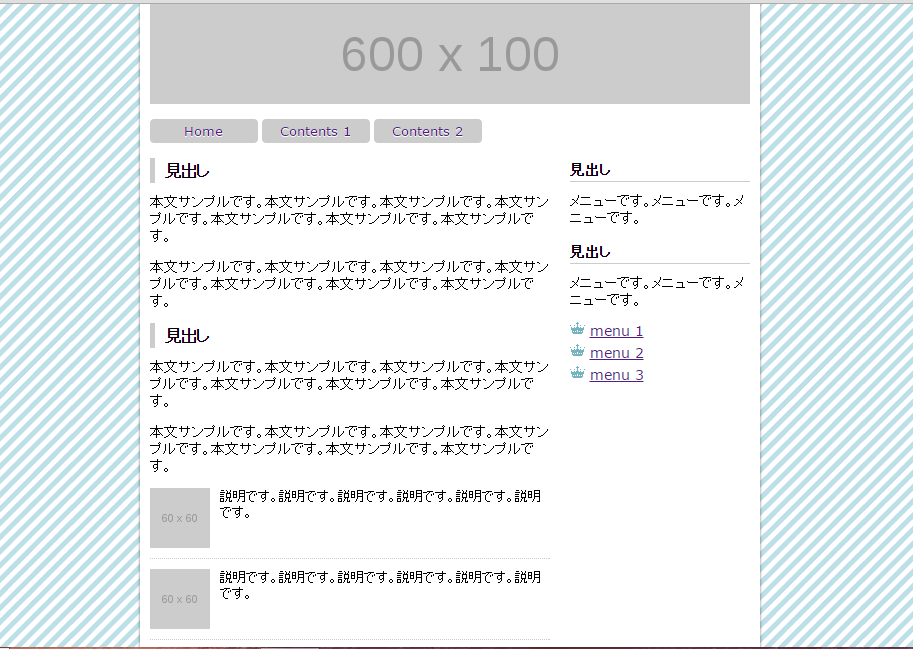 600 x 100
Home
Contents 1
Contents 2
見出し
本文サンプルです。本文サンプルです。本文サンプルです。本文サン
プルです。本文サンプルです。本文サンプルです。本文サンプルで
す。
本文サンプルです。本文サンプルです。本文サンプルです。本文サン
プルです。本文サンプルです。本文サンプルです。本文サンプルで
す。
見出し
本文サンプルです。本文サンプルです。本文サンプルです。本文サン
プルです。本文サンプルです。本文サンプルです。本文サンプルで
す。
本文サンプルです。本文サンプルです。本文サンプルです。本文サン
プルです。本文サンプルです。本文サンプルです。本文サンプルで
す。
60 x 60
説明です。説明です。説明です。説明です。説明です。説明
です。
60 x 60
説明です。説明です。説明です。説明です。説明です。説明
です。
見出し
メニューです。メニューです。メ
ニューです。
見出し
メニューです。メニューです。メ
ニューです。
menu 1
menu 2
menu 3